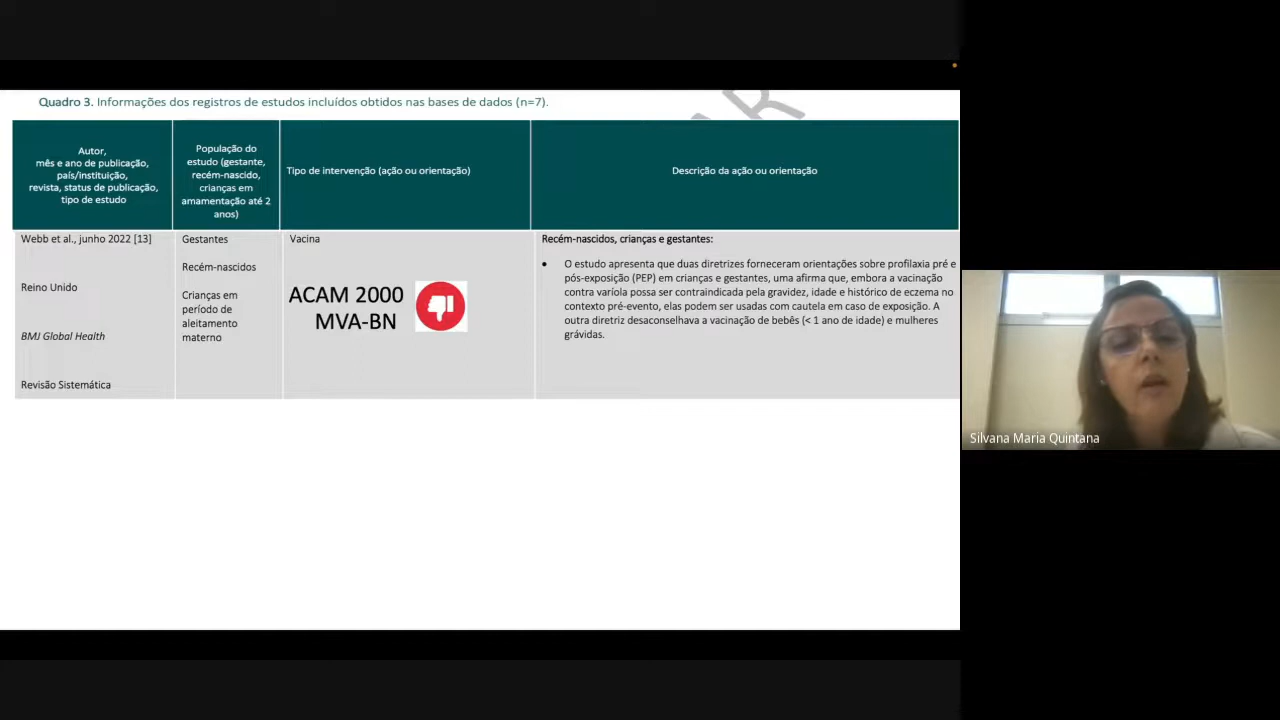 Quadro 3. Informações dos registros de estudos incluídos obtidos nas bases de dados (n=7).
Autor,
mês e ano de publicação,
país/instituição,
revista, status de publicação,
tipo de estudo
População do
estudo (gestante,
recém-nascido,
crianças em
amamentação até 2
anos)
Tipo de intervenção (ação ou orientação)
Descrição da ação ou orientação
Webb et al., junho 2022 [13]
Reino Unido
BMJ Global Health
Revisão Sistemática
Gestantes
Recém-nascidos
Crianças em
período de
aleitamento
materno
Vacina
ACAM 2000
MVA-BN
Recém-nascidos, crianças e gestantes:
• O estudo apresenta que duas diretrizes forneceram orientações sobre profilaxia pré e
pós-exposição (PEP) em crianças e gestantes, uma afirma que, embora a vacinação
contra varíola possa ser contraindicada pela gravidez, idade e histórico de eczema no
contexto pré-evento, elas podem ser usadas com cautela em caso de exposição. A
outra diretriz desaconselhava a vacinação de bebês (< 1 ano de idade) e mulheres
grávidas.
Silvana Maria Quintana